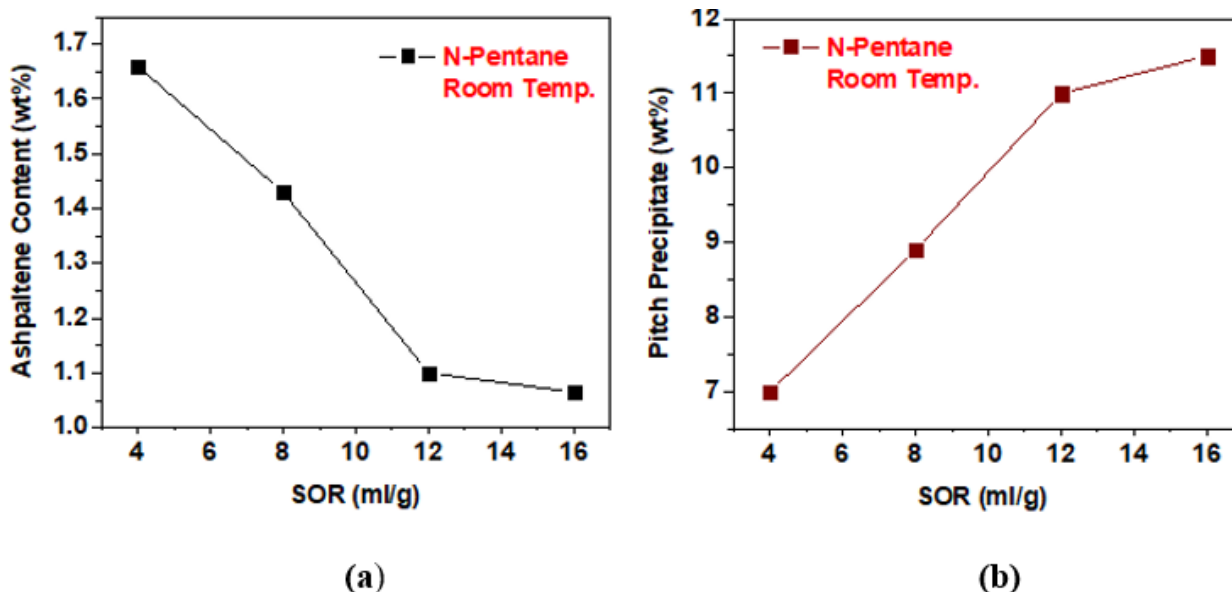 1.7
1.6
1.5
1.4
1.3
1.2
1.1
1.0
Ashpaltene Content (wt%)
N-Pentane
Room Temp.
4 6 8 10 12 14 16
SOR (ml/g)
(a)
12
11
10
9
8
7
Pitch Precipitate (wt%)
N-Pentane
Room Temp.
4 6 8 10 12 14 16
SOR (ml/g)
(b)